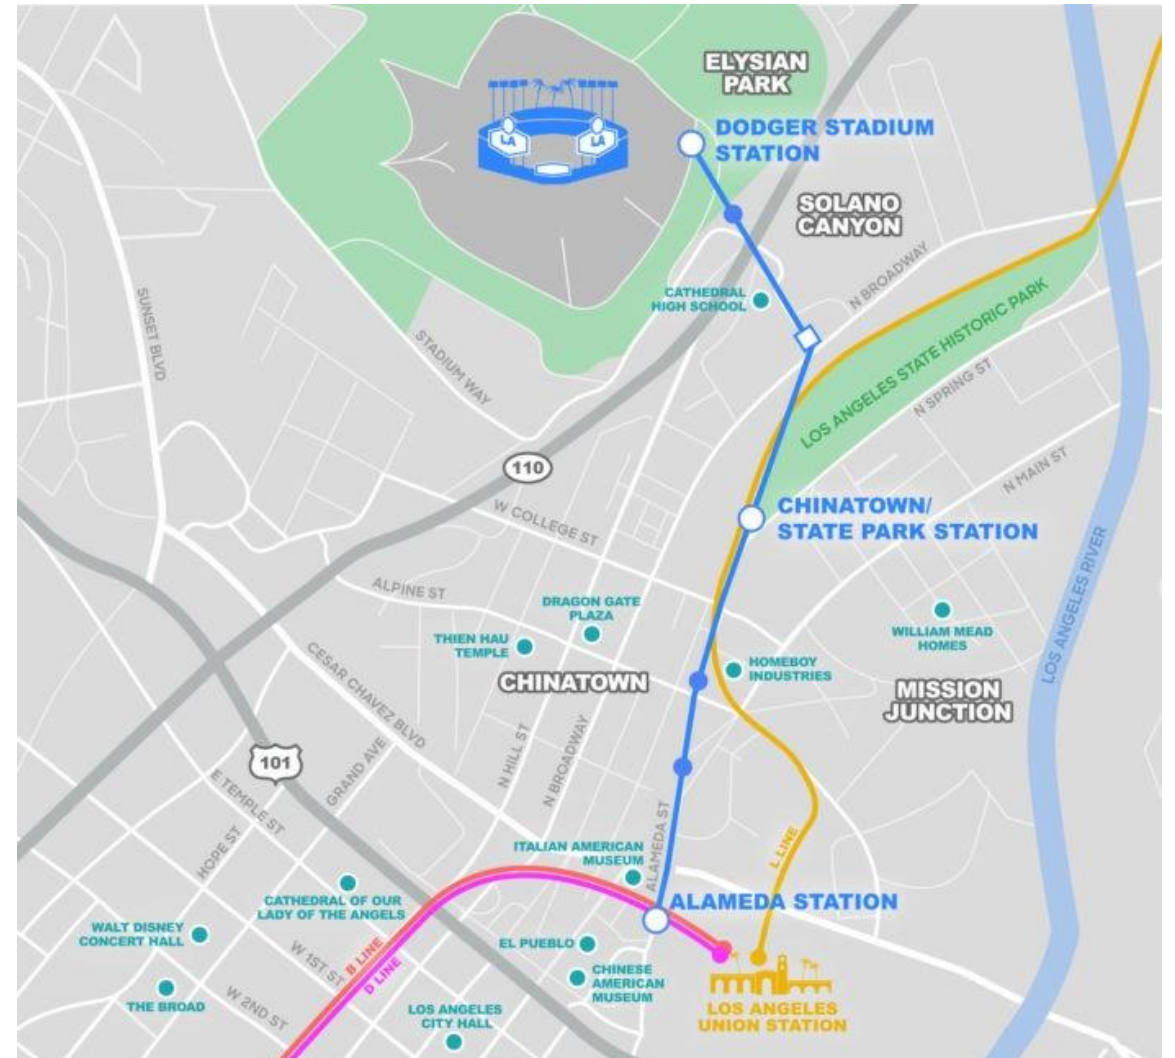 ELYSIAN
PARK
LA
LA
DODGER STADIUM
STATION
SOLANO
CANYON
N BROADWAY
CATHEDRAL
HIGH SCHOOL
SUNSET BLVD
STADIUM WAY
LOS ANGELES STATE HISTORIC PARK
N SPRING ST
N MAIN ST
110
W COLLEGE ST
CHINATOWN/
STATE PARK STATION
LOS ANGELES RIVER
ALPINE ST
DRAGON GATE
PLAZA
THIEN HAU
TEMPLE
WILLIAM MEAD
HOMES
CHINATOWN
HOMEBOY
INDUSTRIES
MISSION
JUNCTION
CESAR CHAVEZ BLVD
N HILL ST
N BROADWAY
101
GRAND AVE
E TEMPLE ST
HOPE ST
ALAMEDA ST
L LINE
ITALIAN AMERICAN
MUSEUM
CATHEDRAL OF OUR
LADY OF THE ANGELS
ALAMEDA STATION
WALT DISNEY
CONCERT HALL
B LINE
D LINE
EL PUEBLO
W 1ST ST
CHINESE
AMERICAN
MUSEUM
THE BROAD
W 2ND ST
LOS ANGELES
CITY HALL
LOS ANGELES
UNION STATION